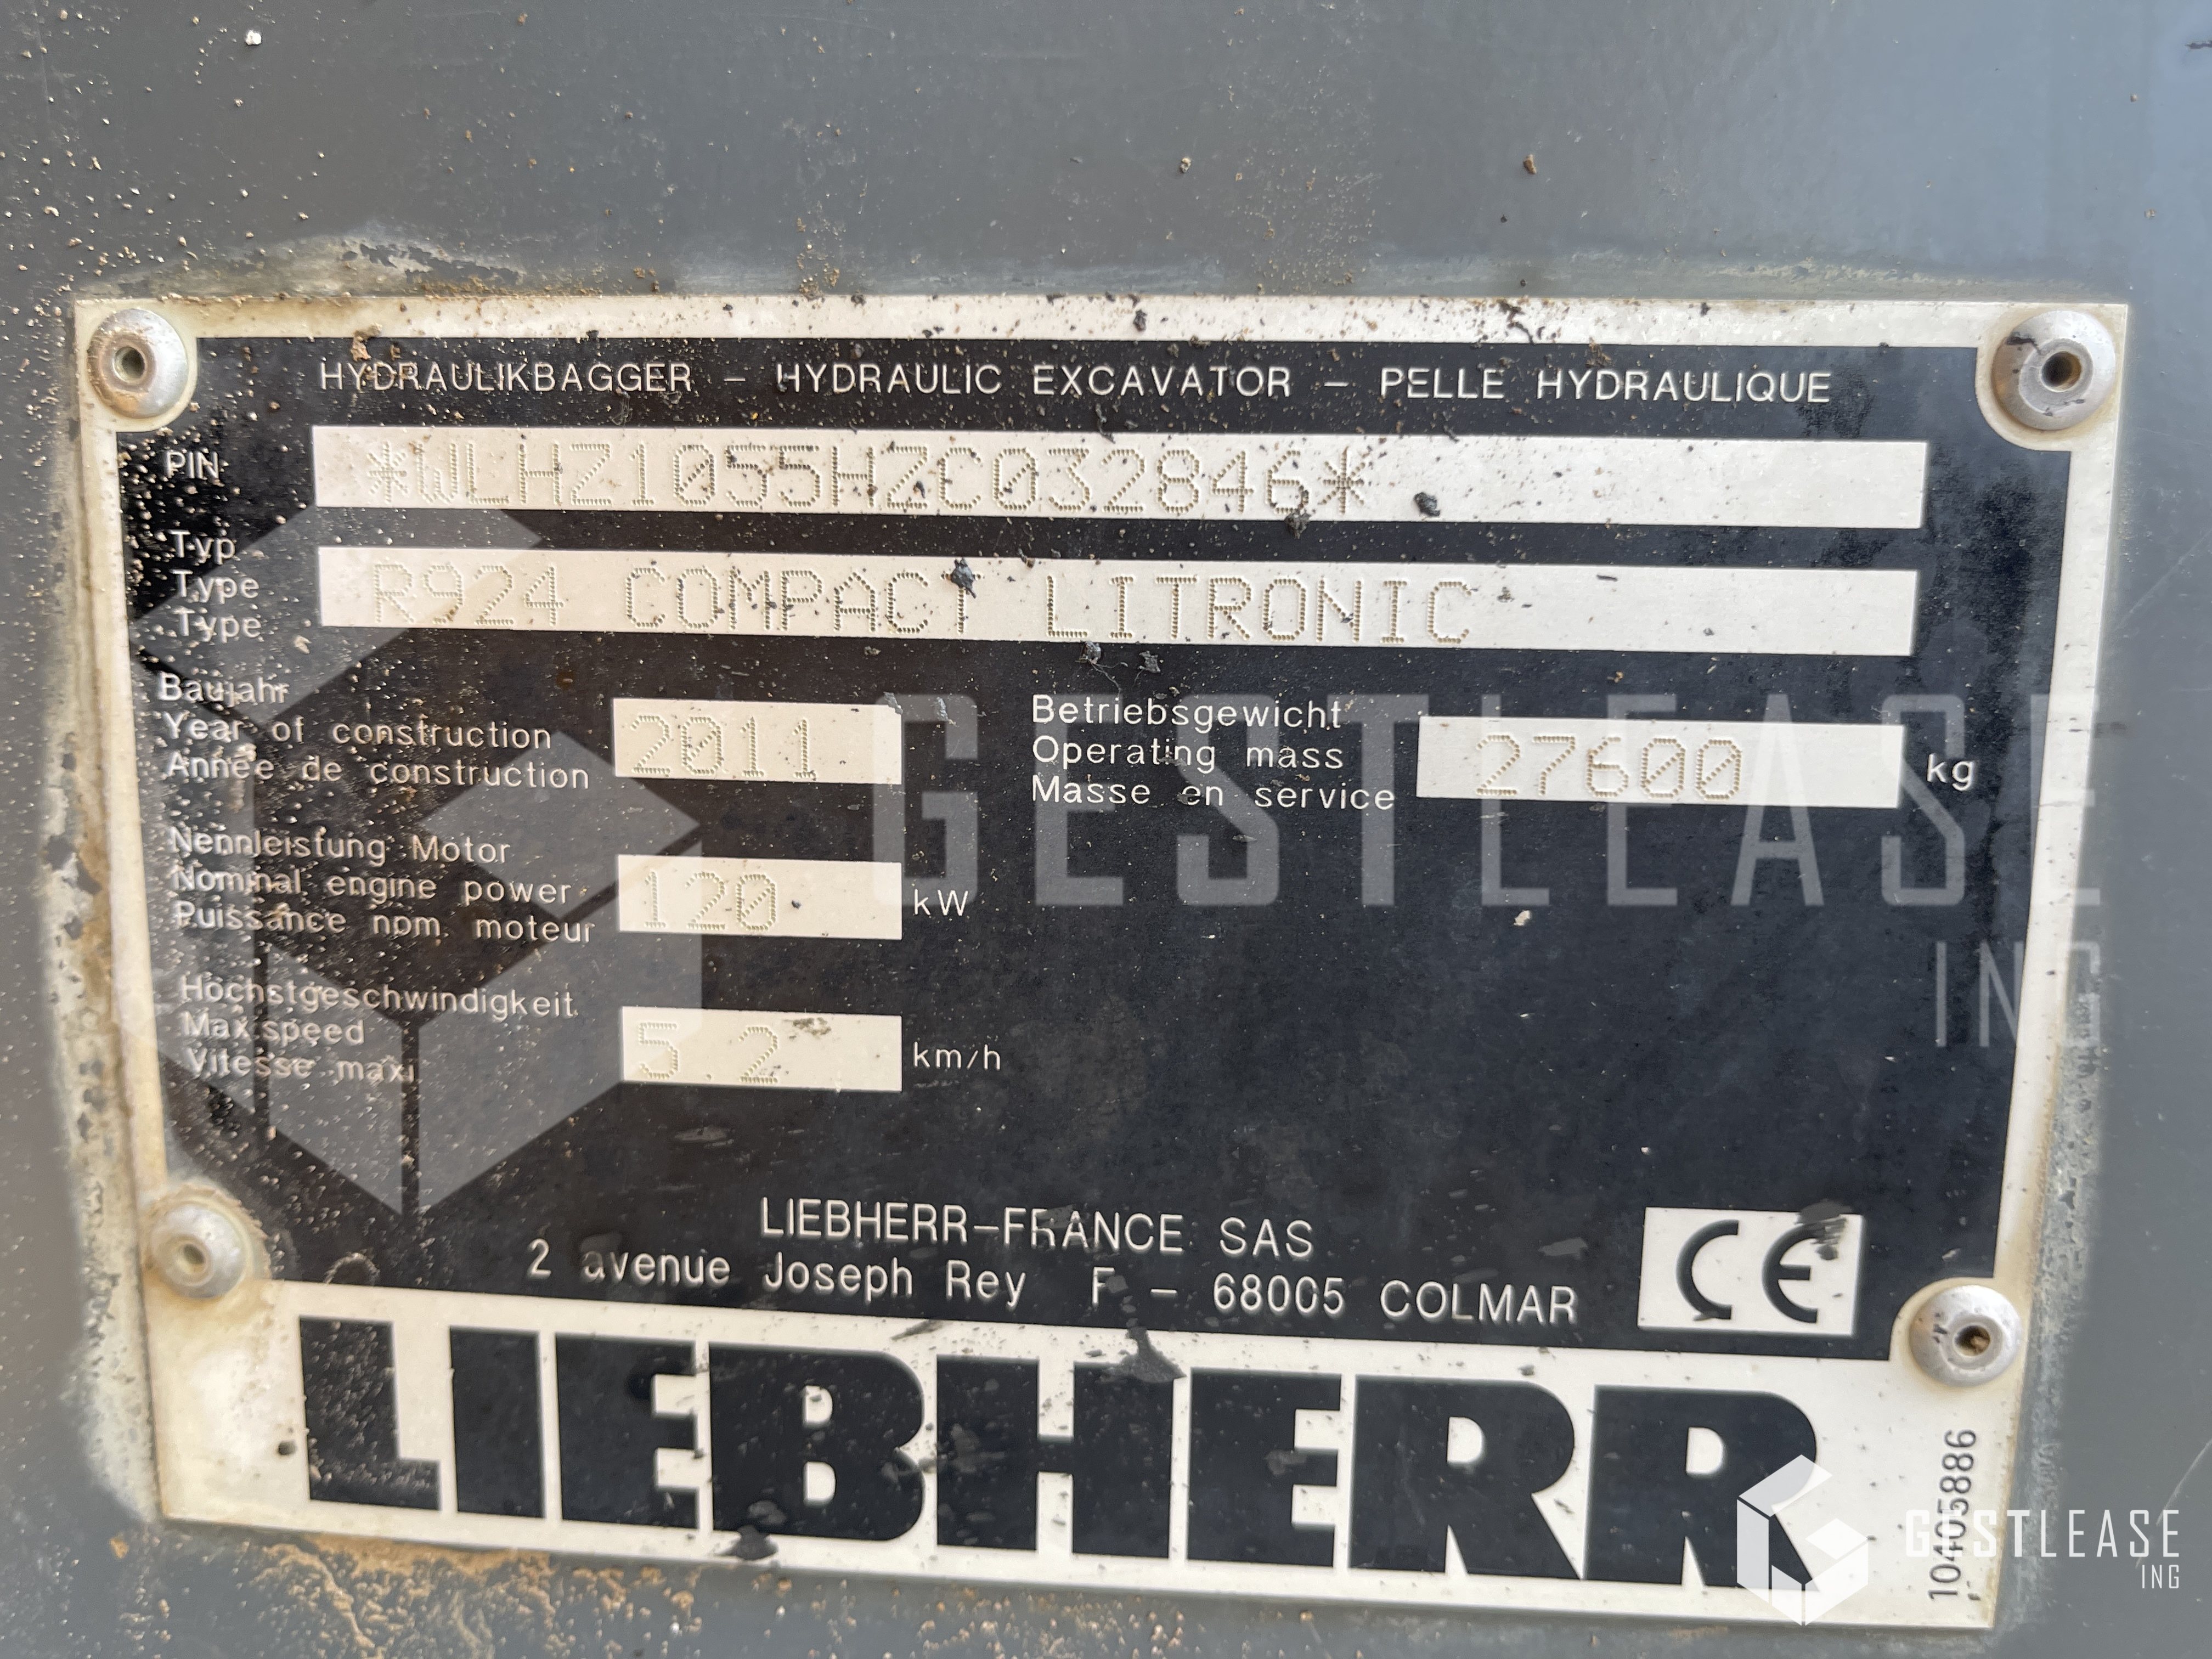 HYDRAULIKBAGGER - HYDRAULIC EXCAVATOR - PELLE HYDRAULIQUE
PIN *WLHZ1055HZC032846*
Typ
Type R924 COMPACT LITRONIC
Type
Baujahr
Year of construction 2011
Année de construction
Betriebsgewicht
Operating mass 27600 kg
Masse en service
Nennleistung Motor
Nominal engine power 120 kW
Puissance nom. moteur
Höchstgeschwindigkeit
Max speed 5.2 km/h
Vitesse maxi
GESTLEASE
ING
LIEBHERR-FRANCE SAS
2 avenue Joseph Rey F - 68005 COLMAR
CE
LIEBHERR
10405886
GESTLEASE
ING